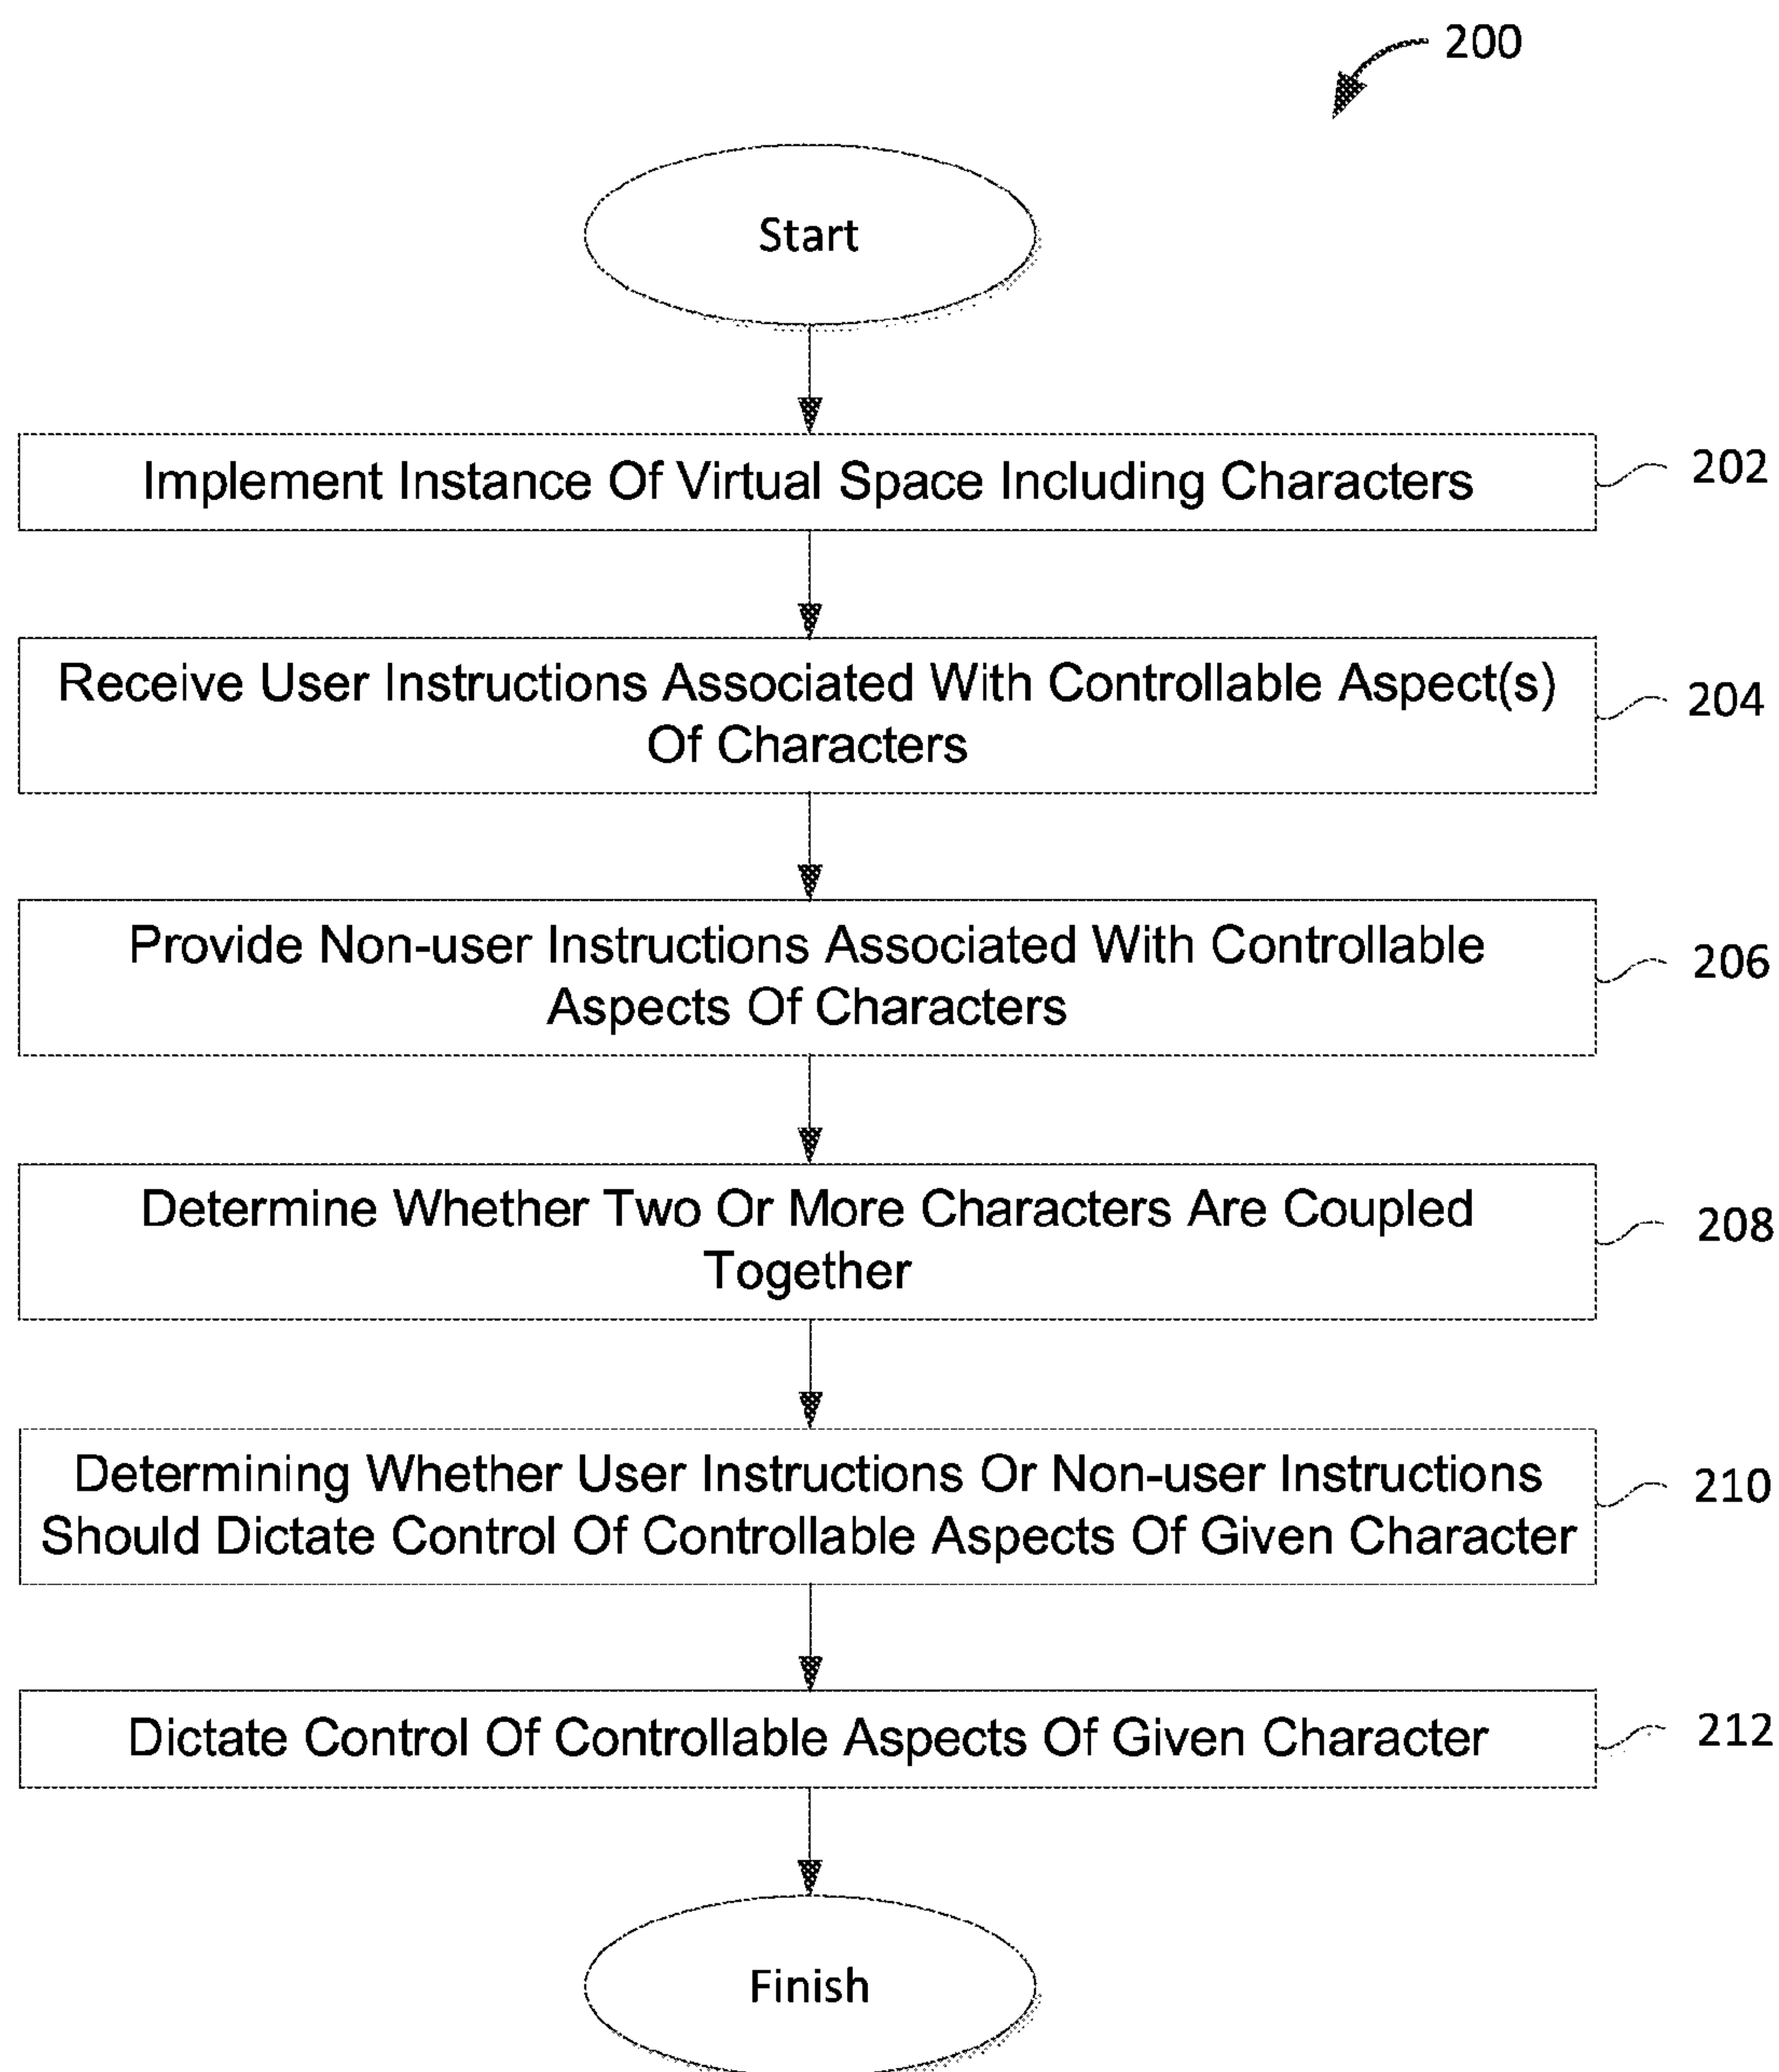 200
Start
Implement Instance Of Virtual Space Including Characters
202
Receive User Instructions Associated With Controllable Aspect(s)
Of Characters
204
Provide Non-user Instructions Associated With Controllable
Aspects Of Characters
206
Determine Whether Two Or More Characters Are Coupled
Together
208
Determining Whether User Instructions Or Non-user Instructions
Should Dictate Control Of Controllable Aspects Of Given Character
210
Dictate Control Of Controllable Aspects Of Given Character
212
Finish